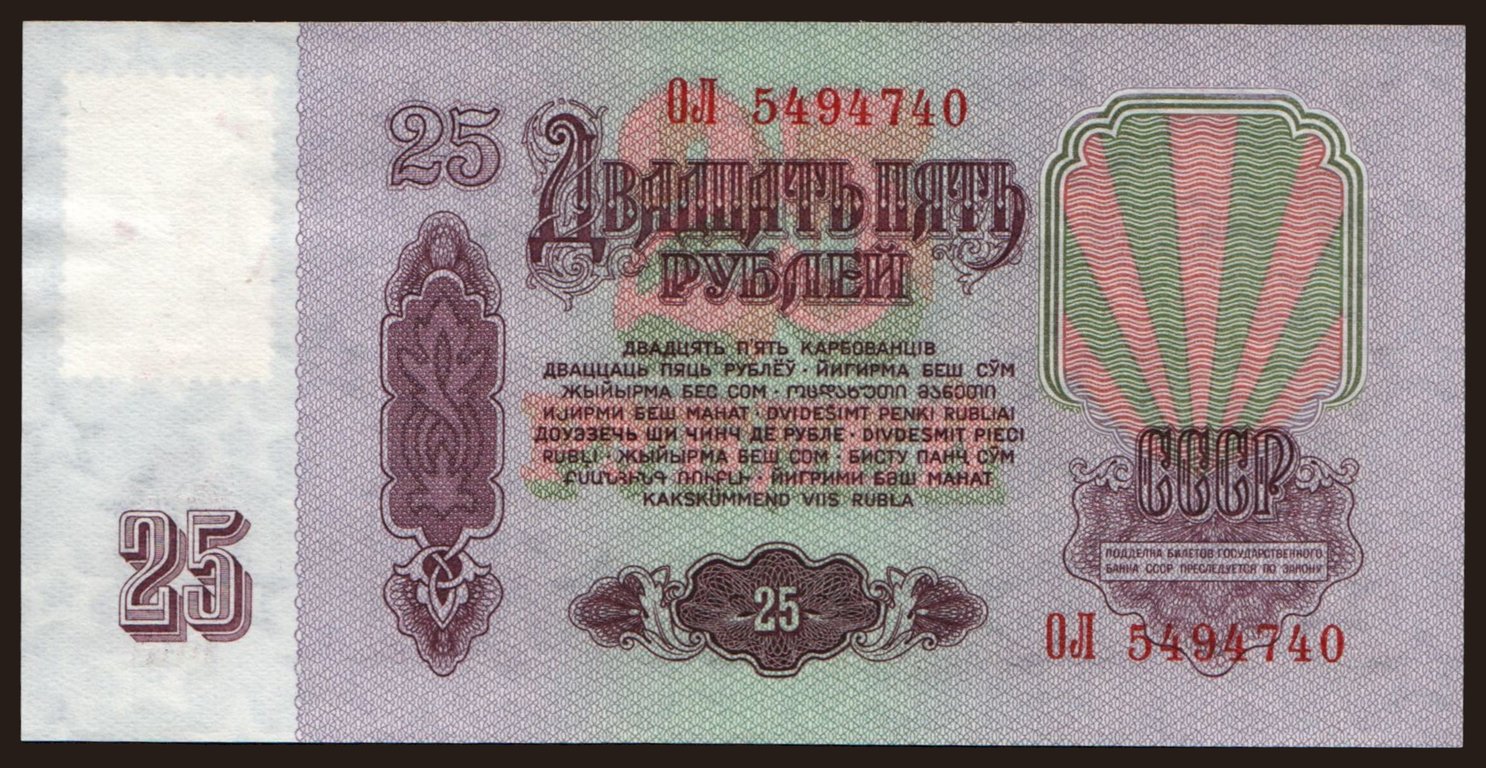 ОЛ 5494740
25
Двадцать пять
рублей
ДВАДЦЯТЬ П'ЯТЬ КАРБОВАНЦІВ
ДВАЦЦАЦЬ ПЯЦЬ РУБЛЁЎ · ЙИГИРМА БЕШ СЎМ
ЖЫЙЫРМА БЕС СОМ · ოცდახუთი მანეთი
ИЈИРМИ БЕШ МАНАТ · DVIDEŠIMT PENKI RUBLIAI
ДОУЭЗЕЧЬ ШИ ЧИНЧ ДЕ РУБЛЕ · DIVDESMIT PIECI
RUBĻI · ЖЫЙЫРМА БЕШ СОМ · БИСТУ ПАНҶ СӮМ
ՔՍԱՆՀԻՆԳ ՌՈՒԲԼԻ · ЙИГРИМИ БӘШ МАНАТ
KAKSKÜMMEND VIIS RUBLA
СССР
ПОДДЕЛКА БИЛЕТОВ ГОСУДАРСТВЕННОГО
БАНКА СССР ПРЕСЛЕДУЕТСЯ ПО ЗАКОНУ
25
25
ОЛ 5494740